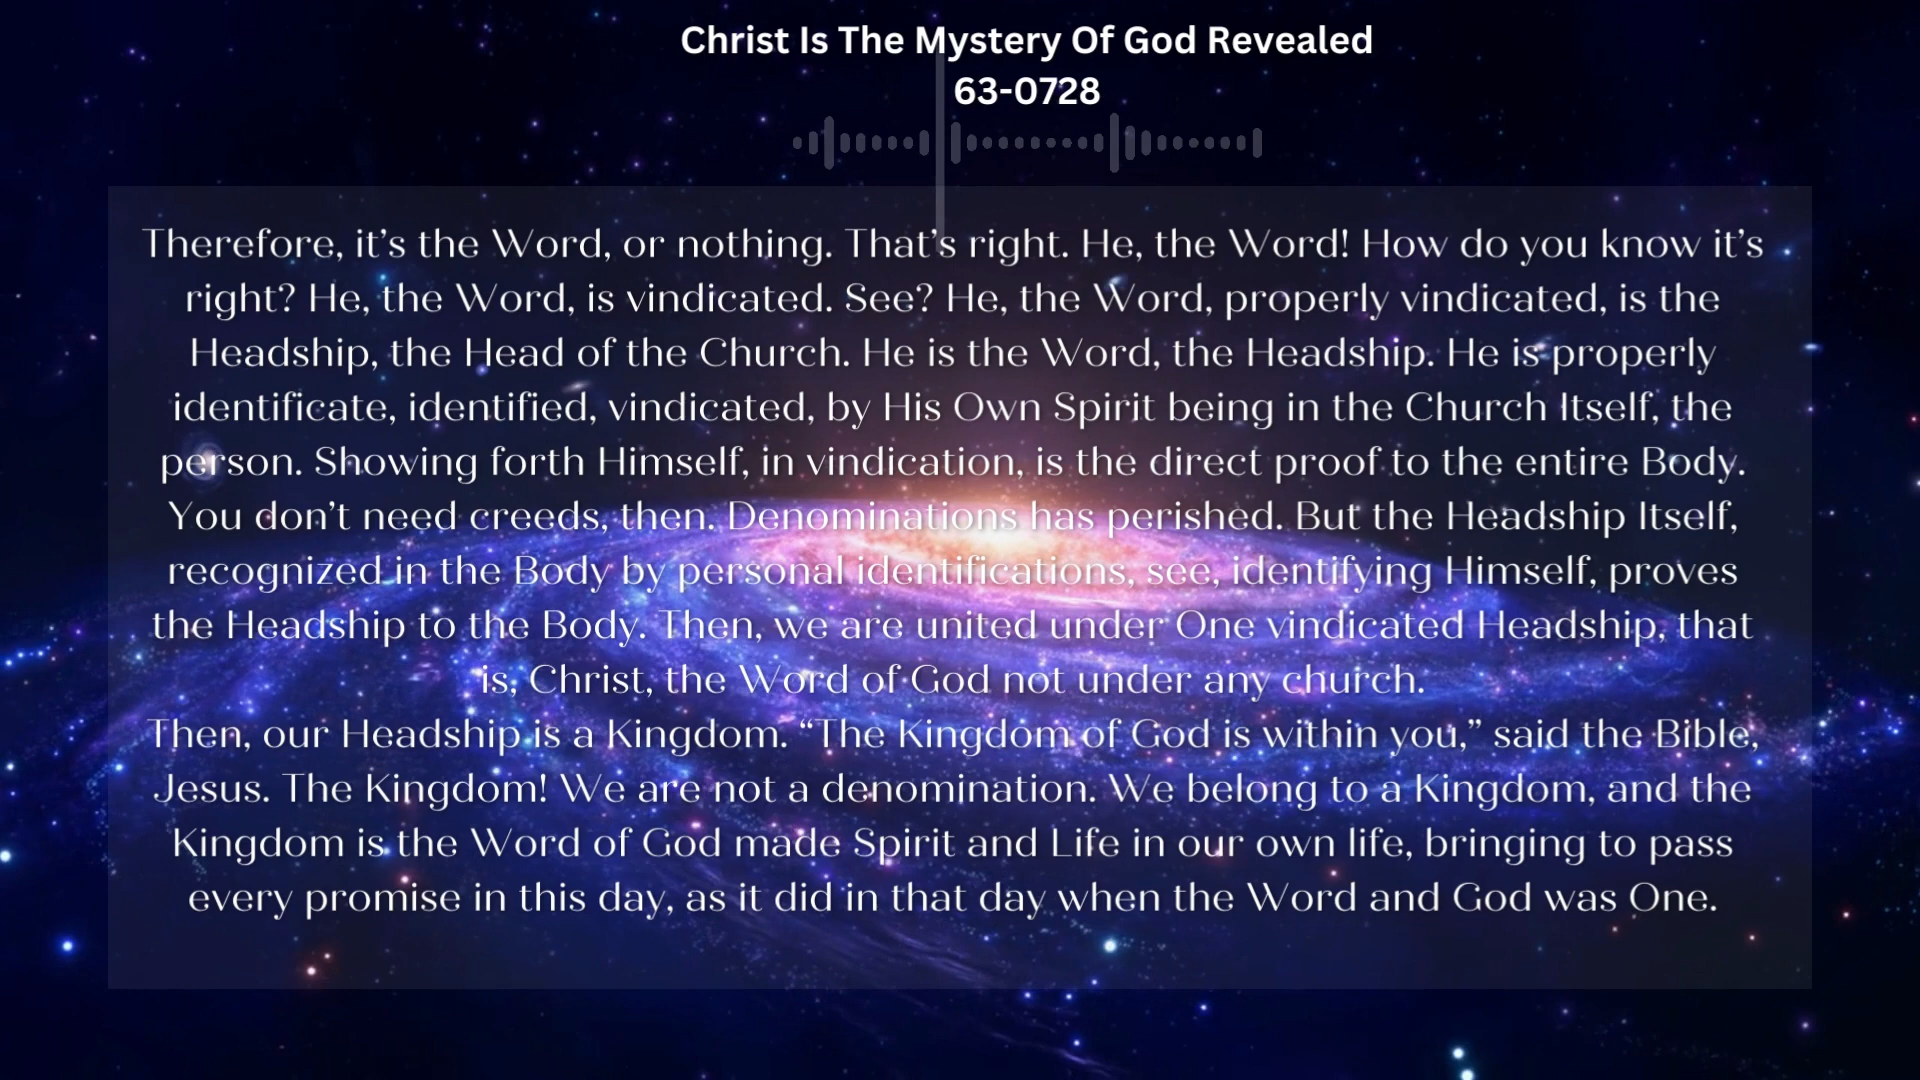 Christ Is The Mystery Of God Revealed
63-0728
Therefore, it’s the Word, or nothing. That’s right. He, the Word! How do you know it’s
right? He, the Word, is vindicated. See? He, the Word, properly vindicated, is the
Headship, the Head of the Church. He is the Word, the Headship. He is properly
identificate, identified, vindicated, by His Own Spirit being in the Church Itself, the
person. Showing forth Himself, in vindication, is the direct proof to the entire Body.
You don’t need creeds, then. Denominations has perished. But the Headship Itself,
recognized in the Body by personal identifications, see, identifying Himself, proves
the Headship to the Body. Then, we are united under One vindicated Headship, that
is, Christ, the Word of God not under any church.
Then, our Headship is a Kingdom. “The Kingdom of God is within you,” said the Bible,
Jesus. The Kingdom! We are not a denomination. We belong to a Kingdom, and the
Kingdom is the Word of God made Spirit and Life in our own life, bringing to pass
every promise in this day, as it did in that day when the Word and God was One.